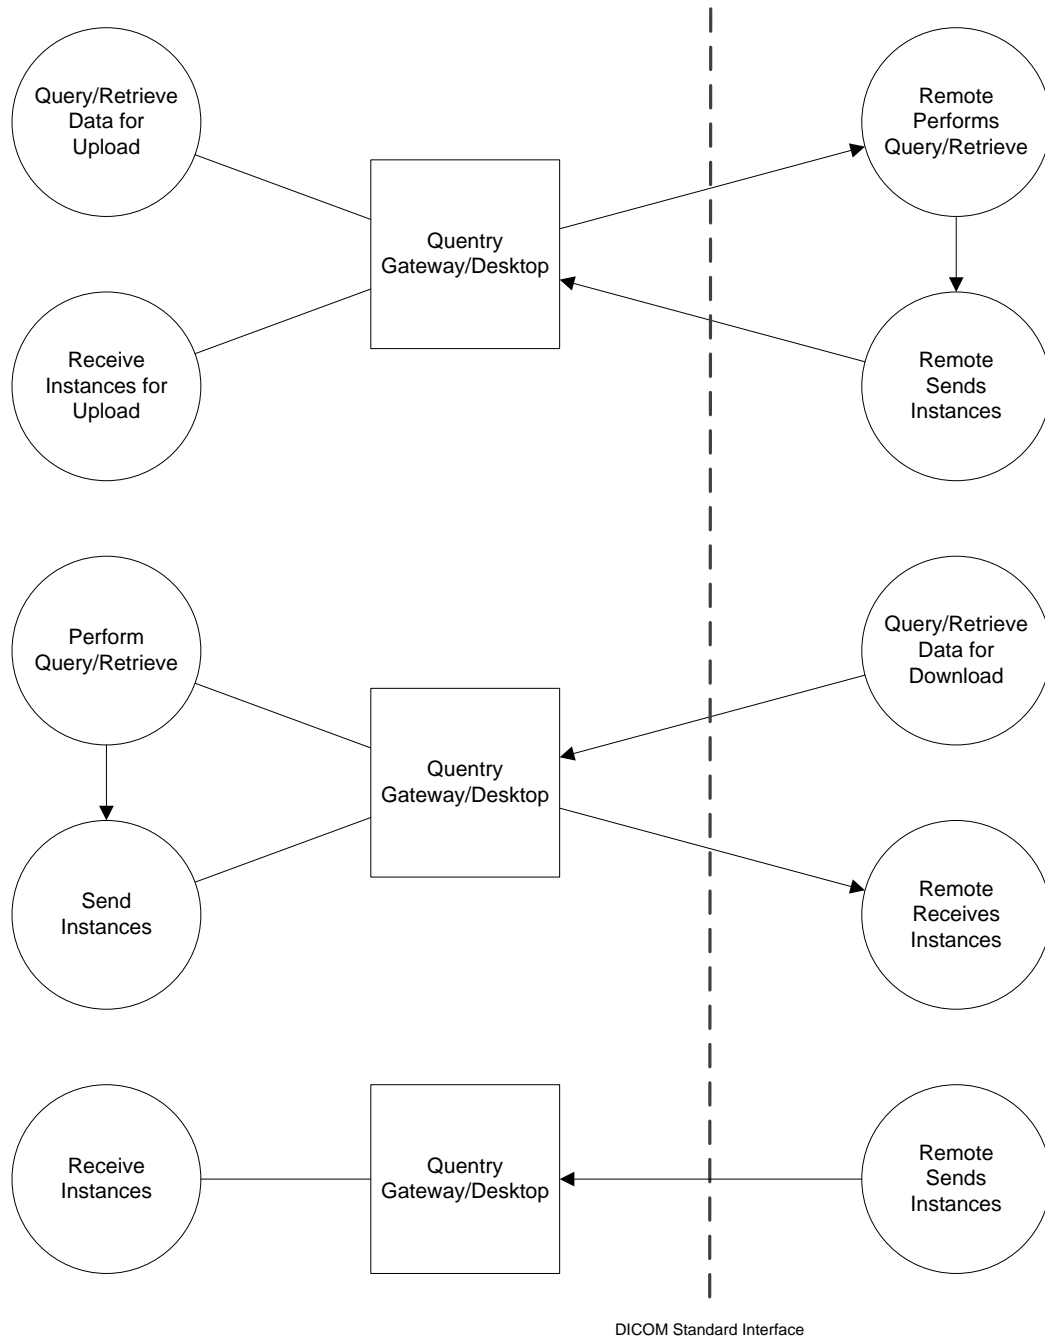 Query/Retrieve
Data for
Upload
Remote
Performs
Query/Retrieve
Quentry
Gateway/Desktop
Receive
Instances for
Upload
Remote
Sends
Instances
Perform
Query/Retrieve
Query/Retrieve
Data for
Download
Quentry
Gateway/Desktop
Send
Instances
Remote
Receives
Instances
Receive
Instances
Quentry
Gateway/Desktop
Remote
Sends
Instances
DICOM Standard Interface